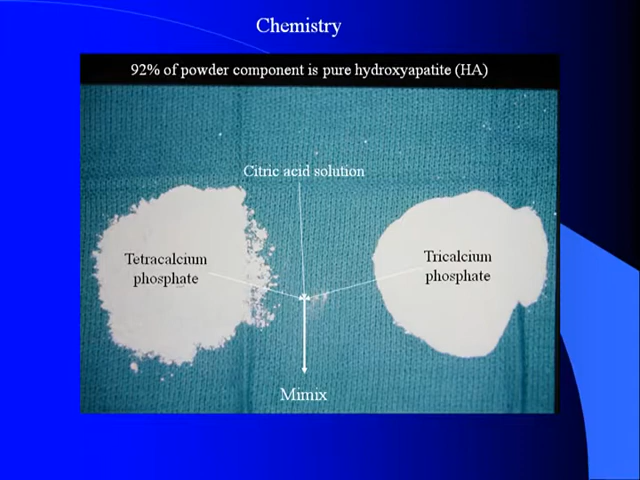 Chemistry
92% of powder component is pure hydroxyapatite (HA)
Citric acid solution
Tetracalcium
phosphate
Tricalcium
phosphate
Mimix